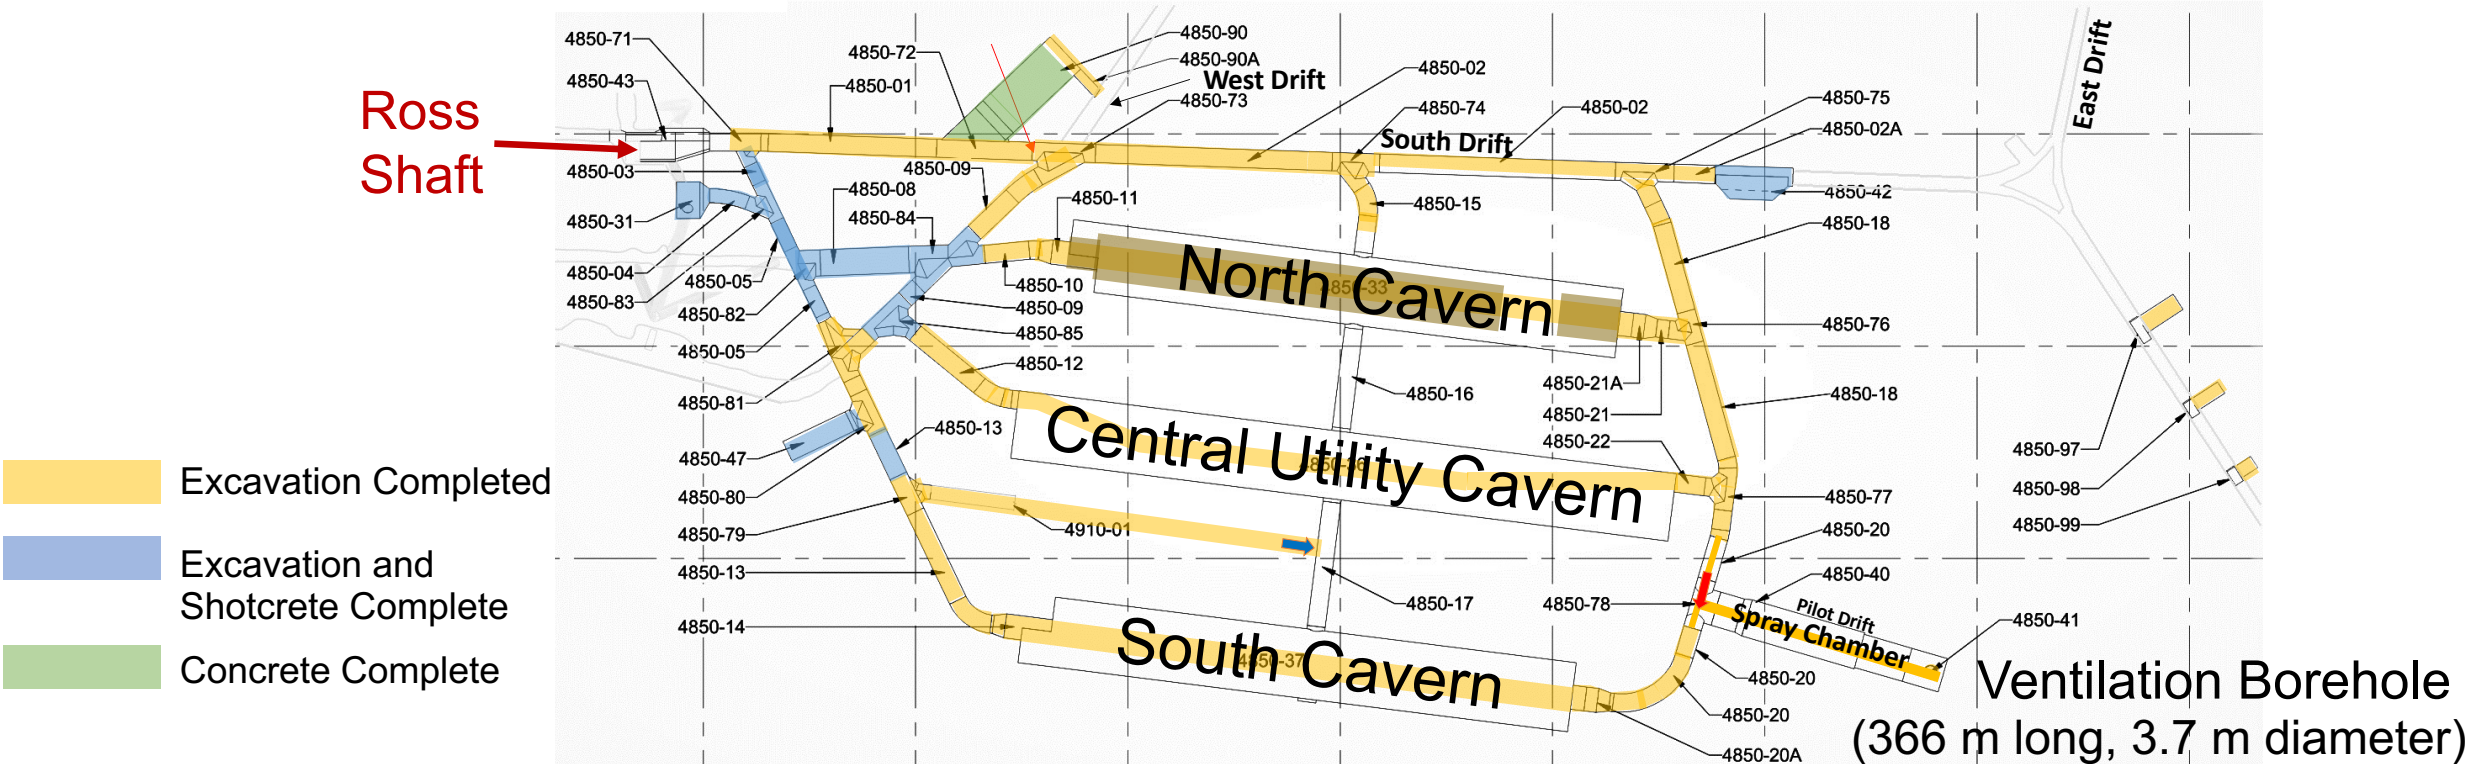 4850-71
4850-43
4850-72
4850-01
4850-90
4850-90A
West Drift
4850-73
4850-02
4850-74
4850-02
South Drift
4850-75
4850-02A
East Drift
Ross
Shaft
4850-03
4850-31
4850-04
4850-83
4850-05
4850-82
4850-05
4850-81
4850-47
4850-80
4850-79
4850-13
4850-14
4850-09
4850-08
4850-84
4850-11
4850-10
4850-09
4850-85
4850-12
4850-13
4910-01
4850-15
4850-42
4850-18
North Cavern
4850-33
4850-76
4850-16
4850-21A
4850-21
4850-22
4850-18
Central Utility Cavern
4850-36
4850-77
4850-20
4850-40
4850-78
Pilot Drift
Spray Chamber
4850-41
4850-17
South Cavern
4850-37
4850-20
4850-20
4850-20A
4850-97
4850-98
4850-99
Excavation Completed
Excavation and
Shotcrete Complete
Concrete Complete
Ventilation Borehole
(366 m long, 3.7 m diameter)